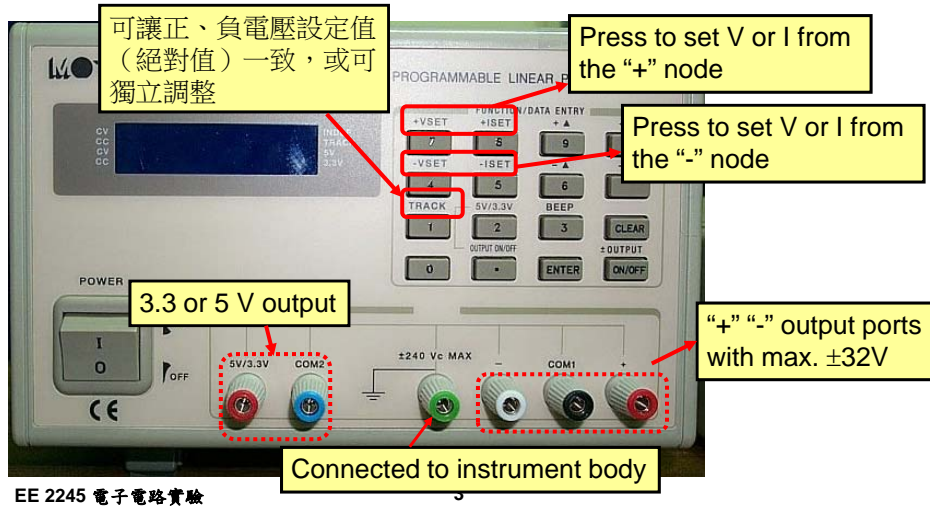 可讓正、負電壓設定值
（絕對值）一致，或可
獨立調整
Press to set V or I from
the “+” node
PROGRAMMABLE LINEAR
FUNCTION/DATA ENTRY
+VSET +ISET +▲
7 8 9
Press to set V or I from
the “-” node
CV
CC
CV
CC
TRAC
5V
3.3V
-VSET -ISET -▲
4 5 6
TRACK 5V/3.3V BEEP
1 2 3 CLEAR
OUTPUT ON/OFF ±OUTPUT
0 • ENTER ON/OFF
POWER
I
O
OFF
CE
3.3 or 5 V output
“+” “-” output ports
with max. ±32V
5V/3.3V COM2 ±240 Vc MAX − COM1 +
Connected to instrument body
EE 2245 電子電路實驗
3